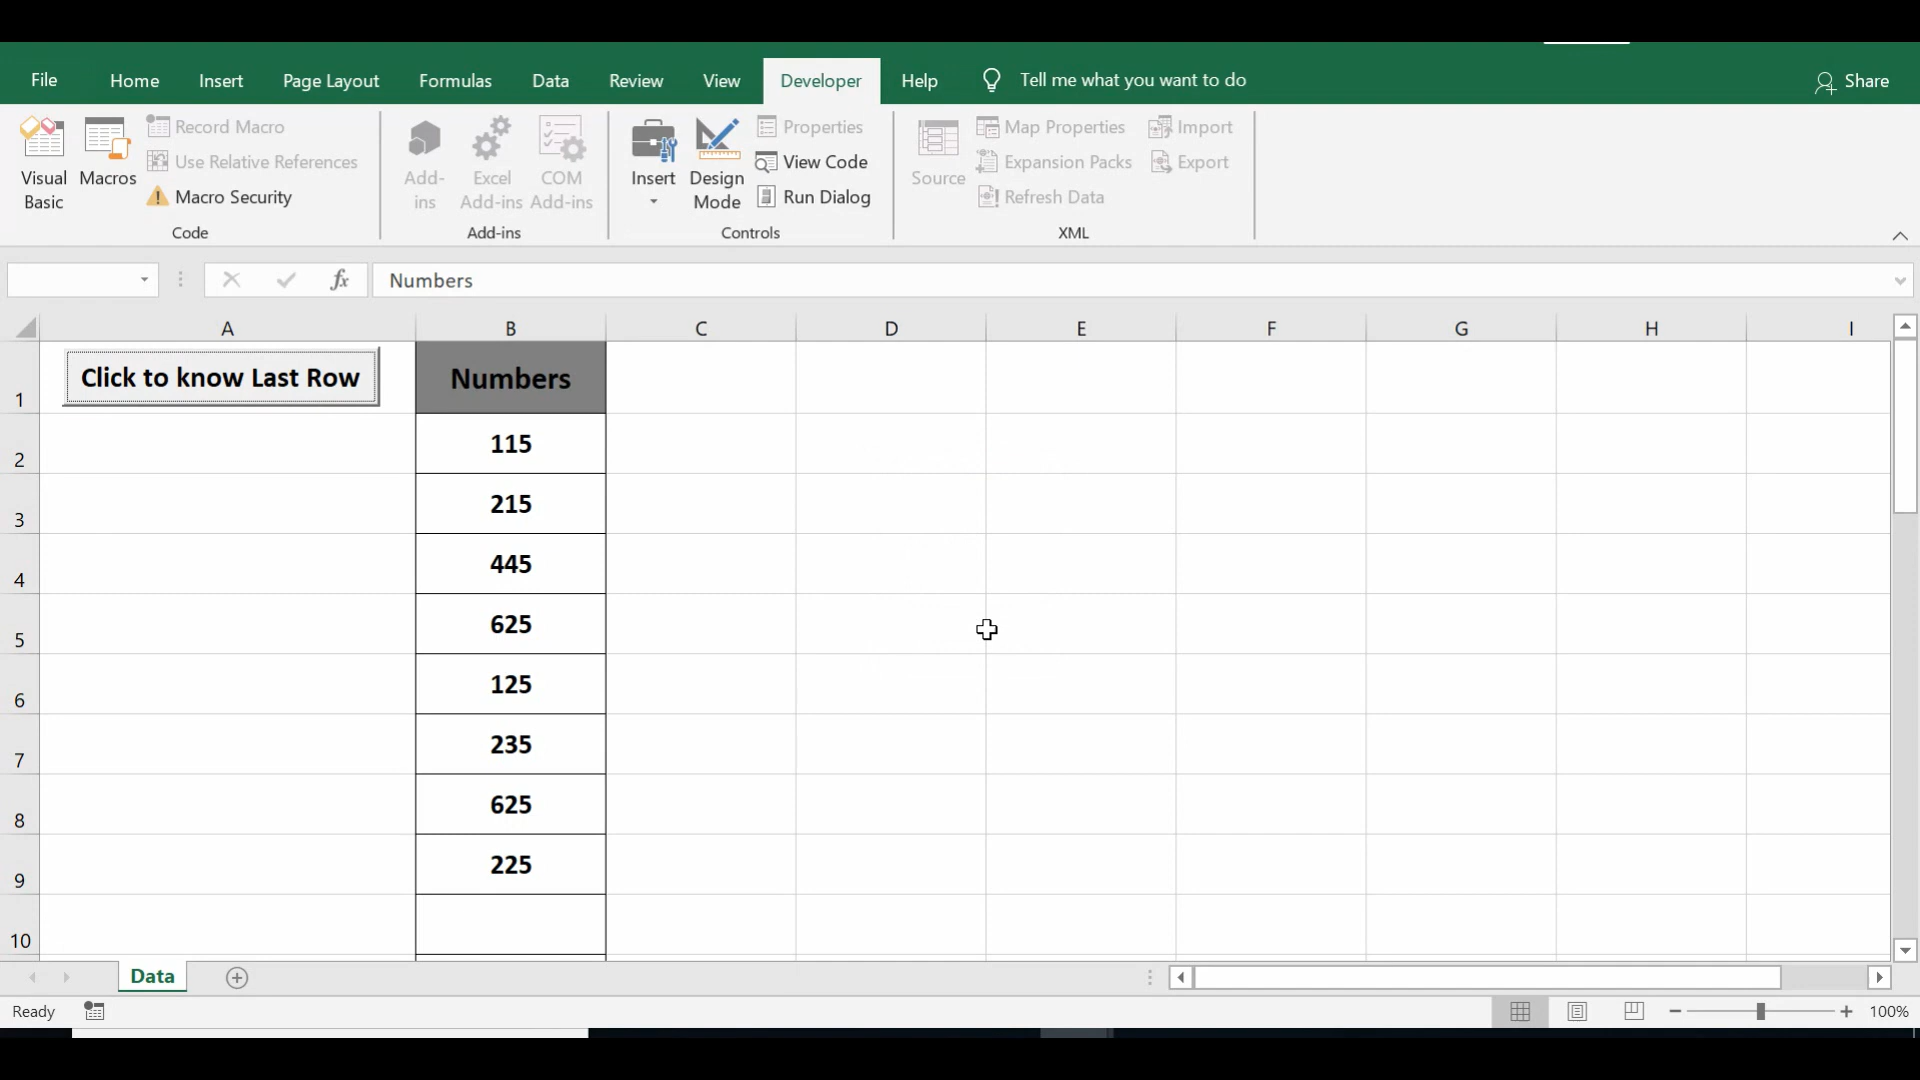 File Home Insert Page Layout Formulas Data Review View Developer Help Tell me what you want to do Share
Visual Basic
Macros
Record Macro
Use Relative References
Macro Security
Code
Add-ins
Excel Add-ins
COM Add-ins
Add-ins
Insert
Design Mode
Properties
View Code
Run Dialog
Controls
Source
Map Properties
Expansion Packs
Refresh Data
Import
Export
XML
fx Numbers
A B C D E F G H I
1 Click to know Last Row Numbers
2 115
3 215
4 445
5 625
6 125
7 235
8 625
9 225
10
Data
Ready 100%